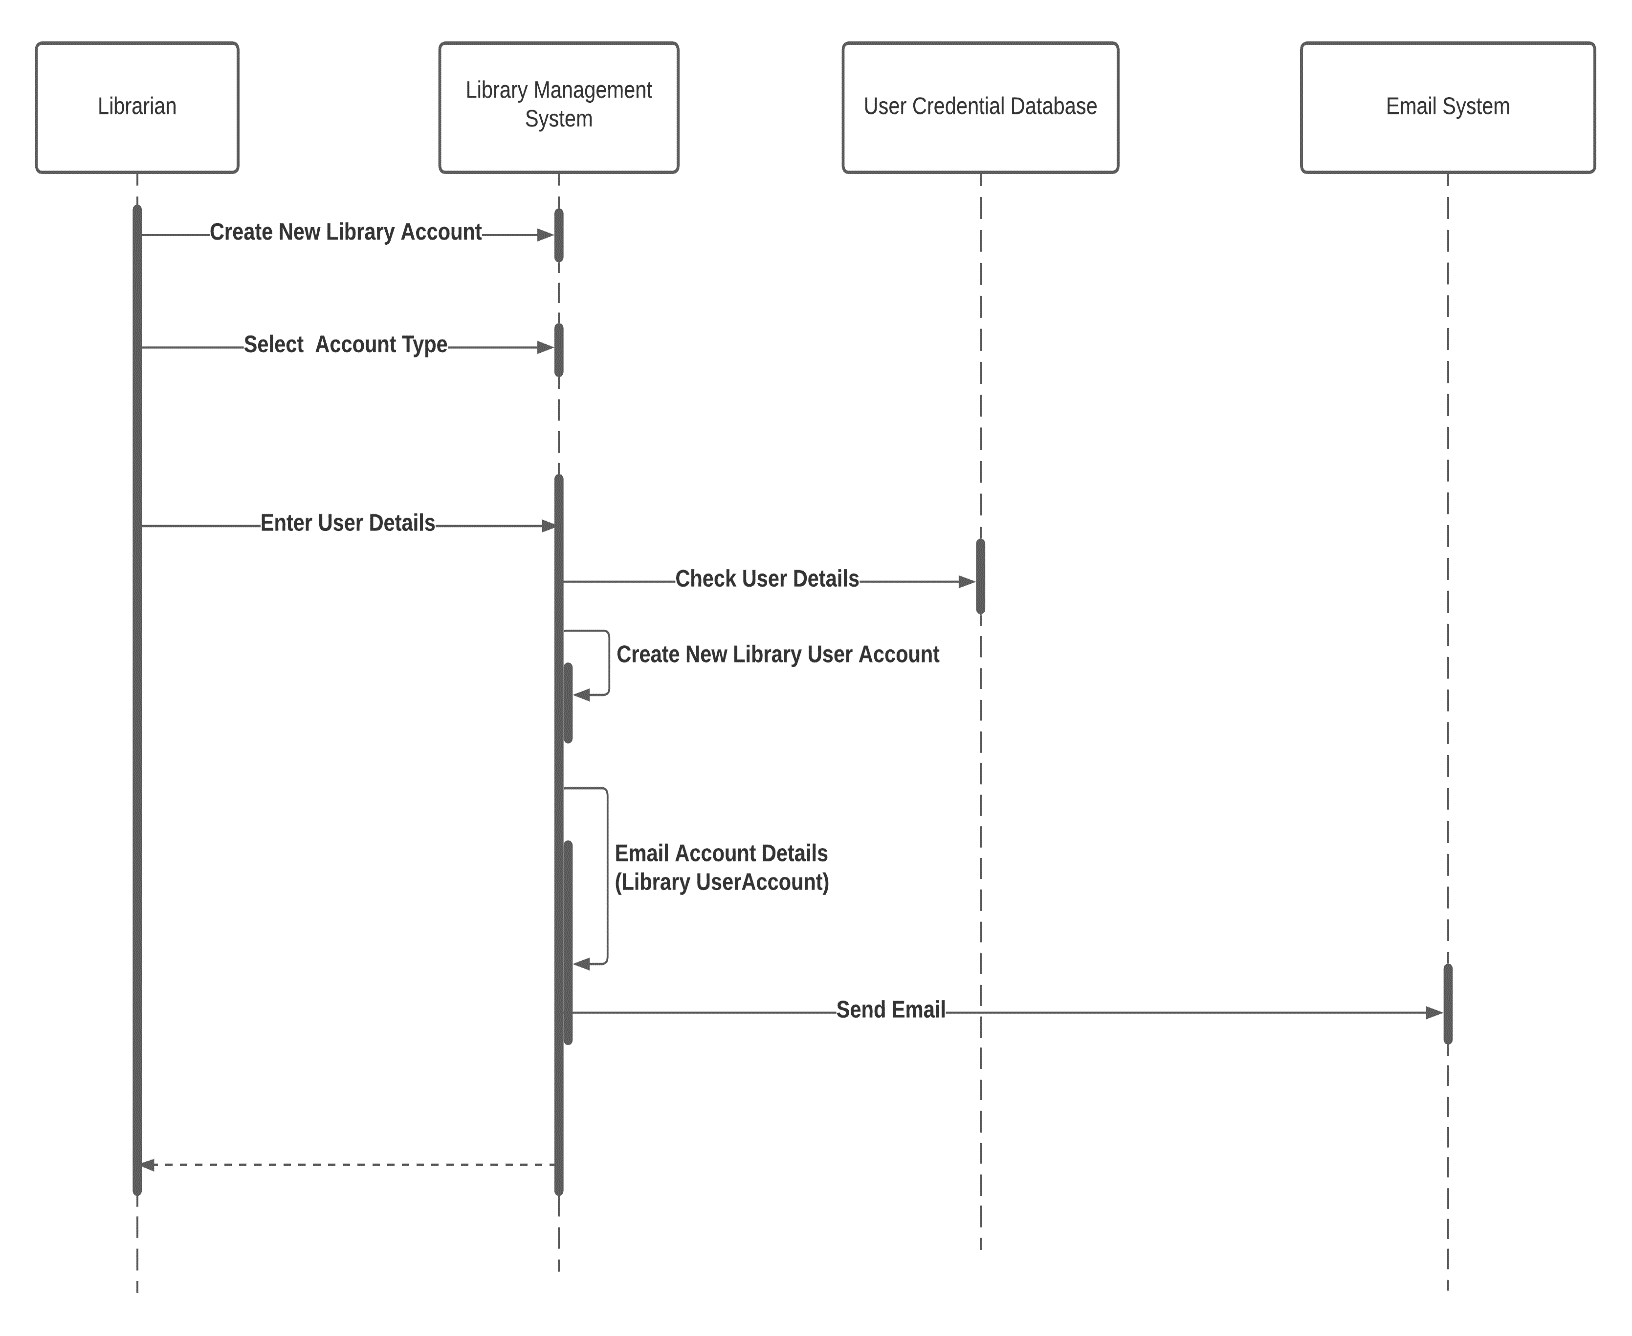 Librarian
Library Management
System
User Credential Database
Email System
Create New Library Account
Select  Account Type
Enter User Details
Check User Details
Create New Library User Account
Email Account Details
(Library UserAccount)
Send Email